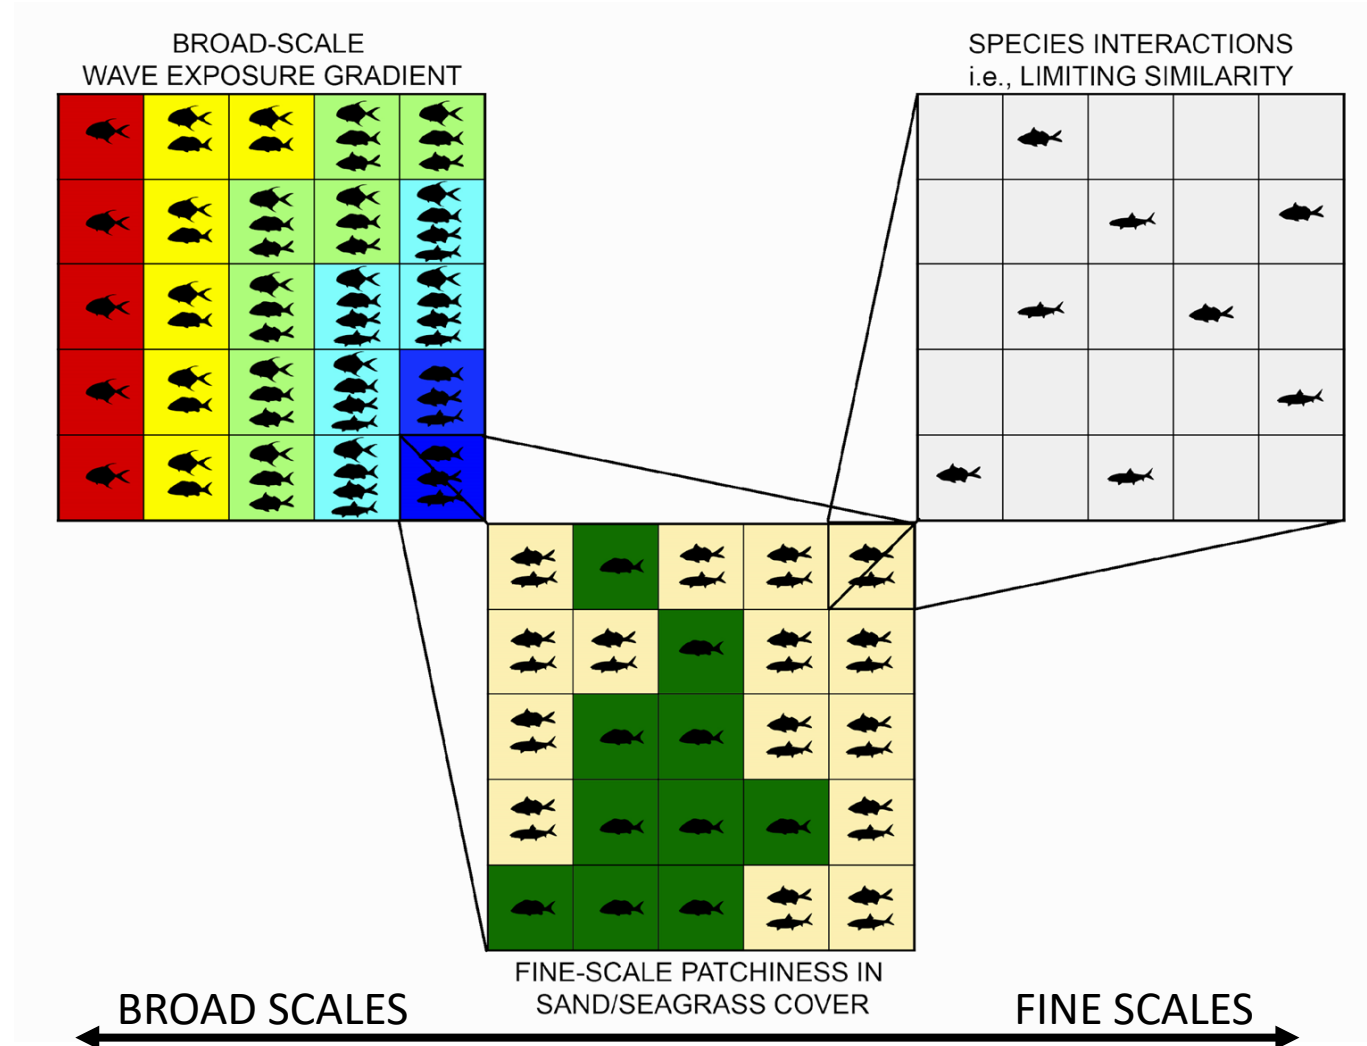 BROAD-SCALE
WAVE EXPOSURE GRADIENT
SPECIES INTERACTIONS
i.e., LIMITING SIMILARITY
FINE-SCALE PATCHINESS IN
SAND/SEAGRASS COVER
BROAD SCALES
FINE SCALES